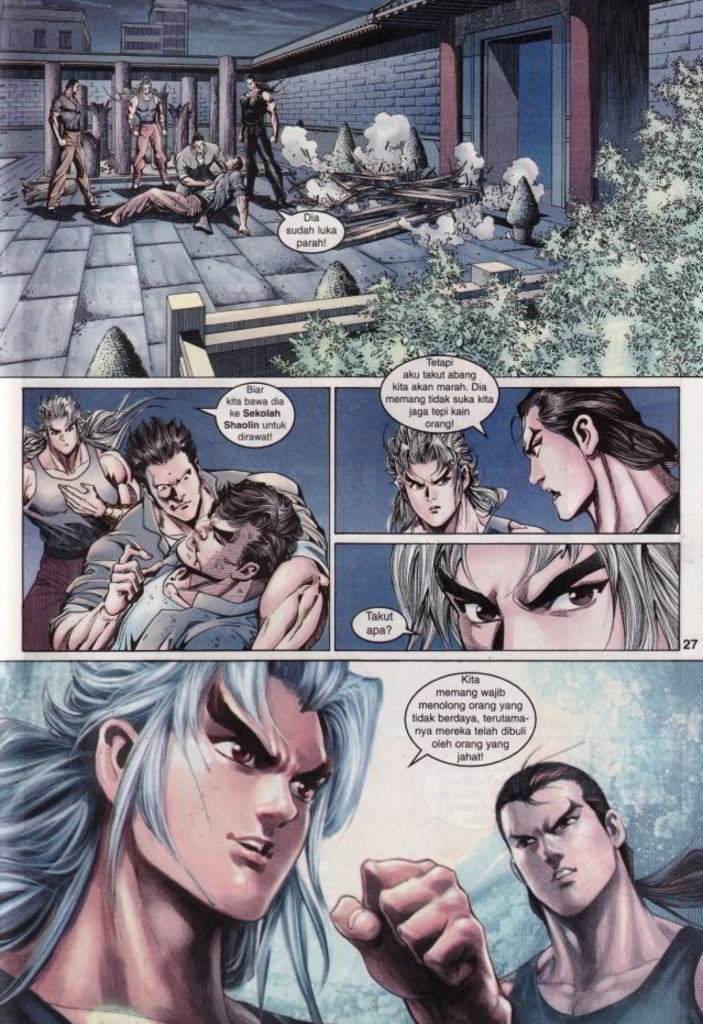 Dia
sudah luka
parah!
Biar
kita bawa dia
ke Sekolah
Shaolin untuk
dirawat!
Tetapi
aku takut abang
kita akan marah. Dia
memang tidak suka kita
jaga tepi kain
orang!
Takut
apa?
27
Kita
memang wajib
menolong orang yang
tidak berdaya, terutama-
nya mereka telah dibuli
oleh orang yang
jahat!